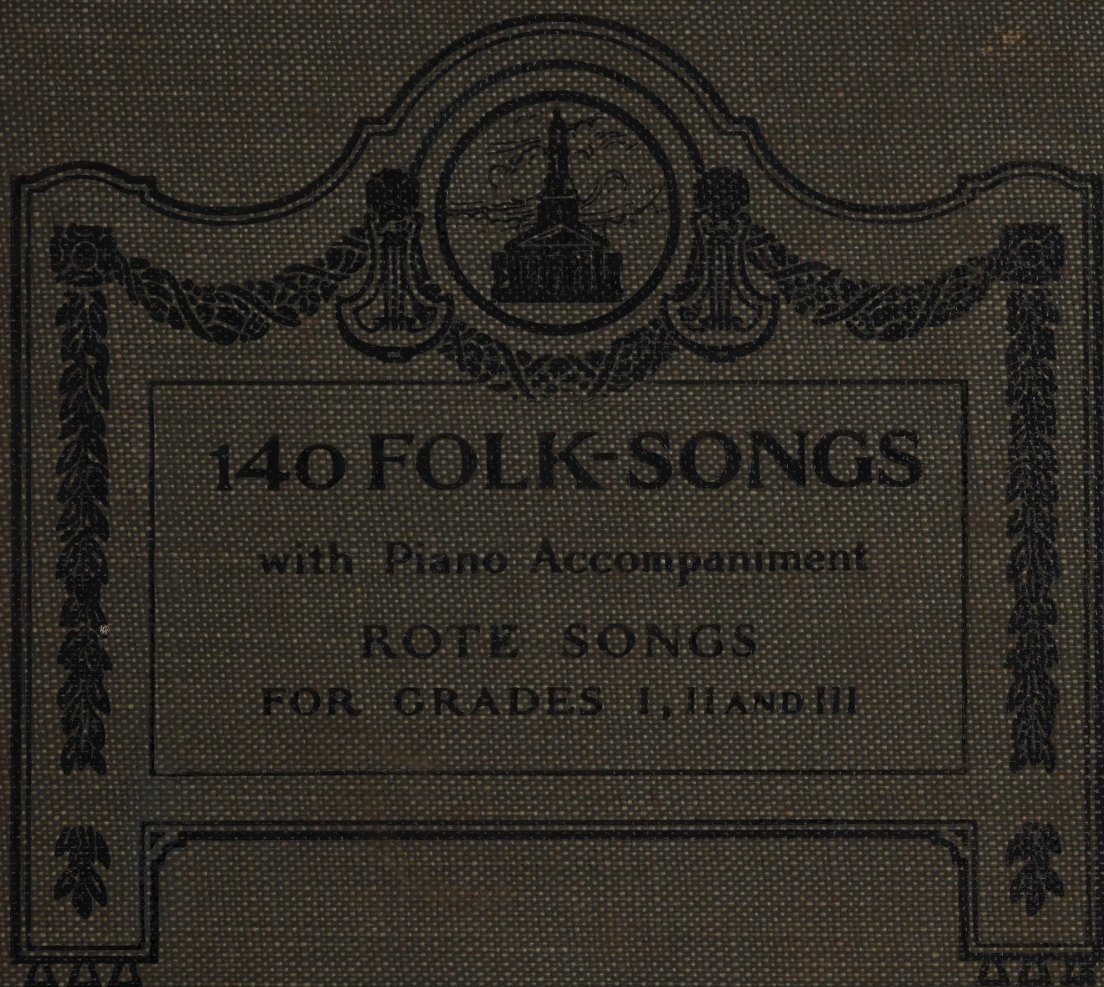 140 FOLK-SONGS
with Piano Accompaniment
ROTE SONGS
FOR GRADES I, II AND III